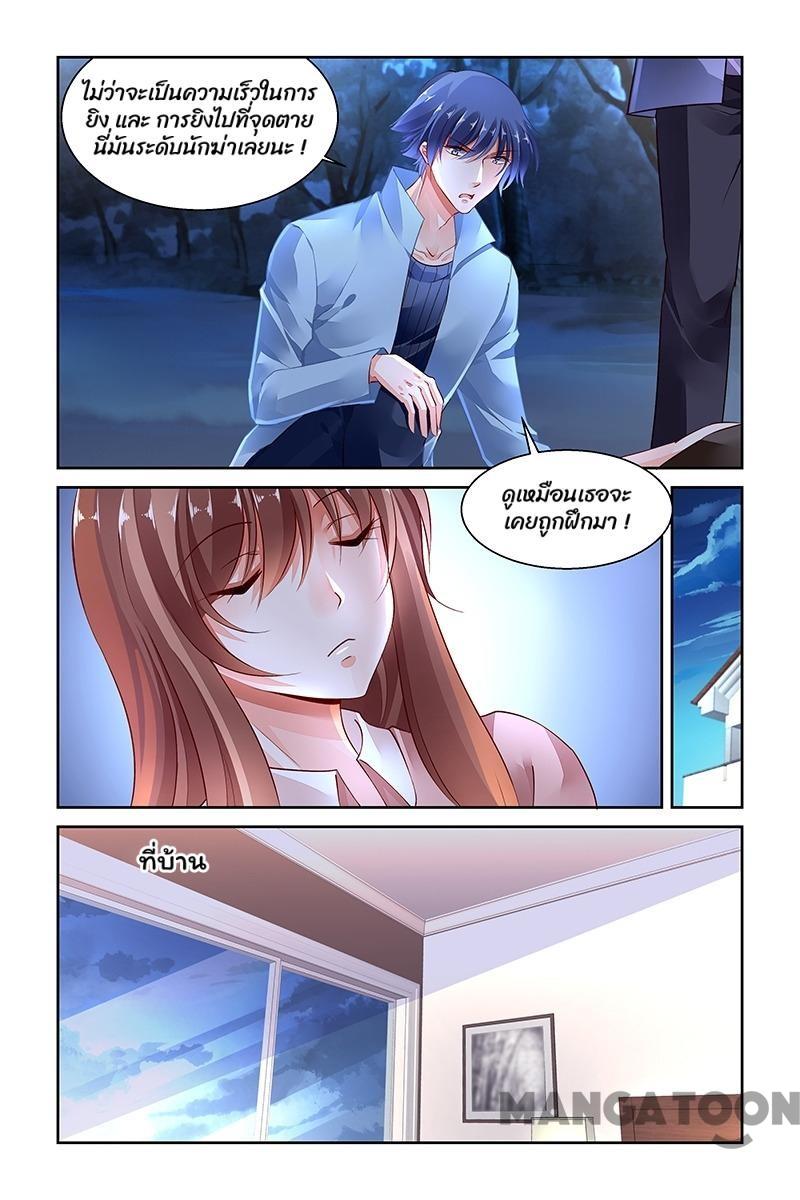 ไม่ว่าจะเป็นความเร็วในการ
ยิง และ การยิงไปที่จุดตาย
นี่มันระดับนักฆ่าเลยนะ !
ดูเหมือนเธอจะ
เคยถูกฝึกมา !
ที่บ้าน
MANGATOON